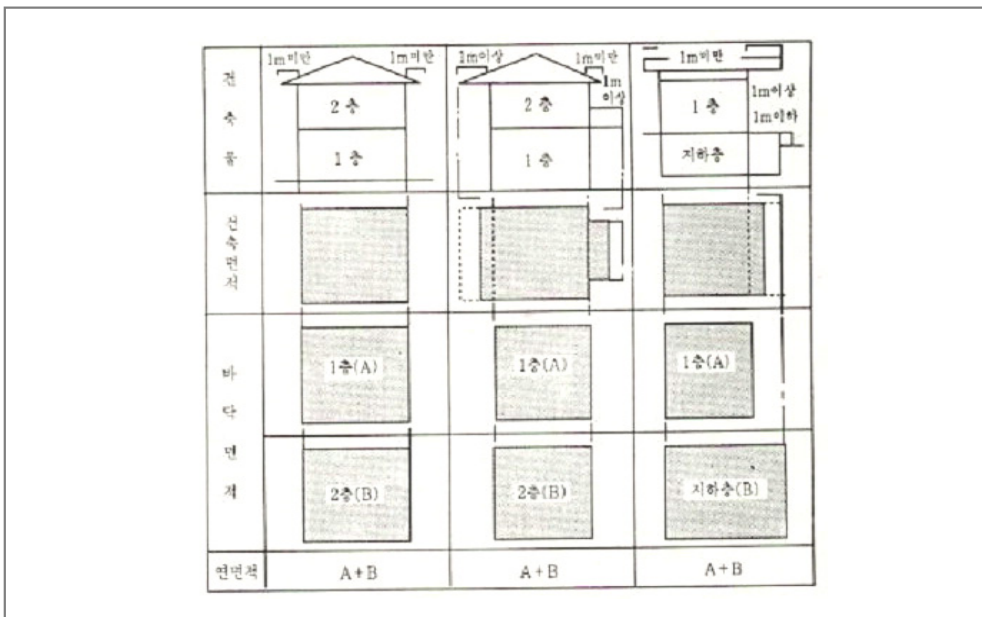 건축물
1m미만 1m미만
2층
1층
1m이상 1m미만
1m이상
2층
1층
1m미만
1층
1m이상
1m이하
지하층
건축면적
바닥면적
1층(A) 1층(A) 1층(A)
2층(B) 2층(B) 지하층(B)
연면적 A+B A+B A+B